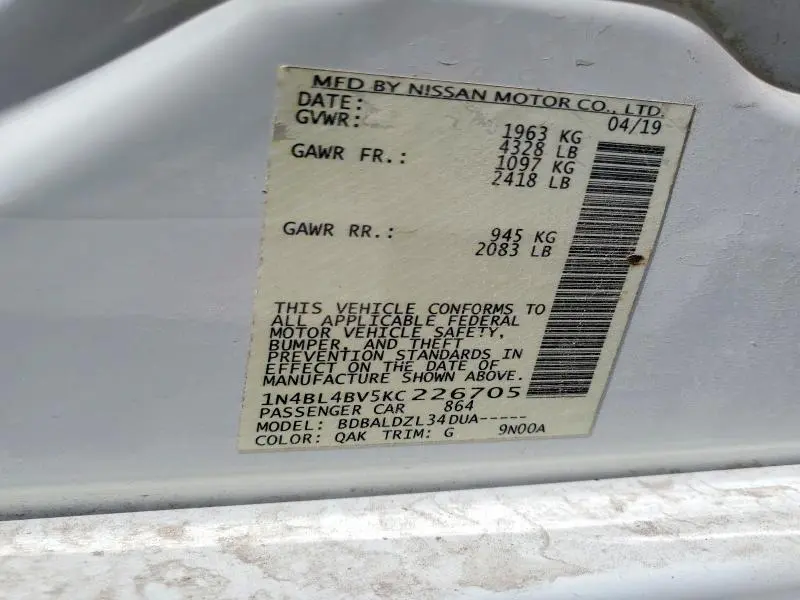 MFD BY NISSAN MOTOR CO., LTD.
DATE: 04/19
GVWR: 1963 KG
4328 LB
GAWR FR.: 1097 KG
2418 LB
GAWR RR.: 945 KG
2083 LB
THIS VEHICLE CONFORMS TO
ALL APPLICABLE FEDERAL
MOTOR VEHICLE SAFETY,
BUMPER, AND THEFT
PREVENTION STANDARDS IN
EFFECT ON THE DATE OF
MANUFACTURE SHOWN ABOVE.
1N4BL4BV5KC226705
PASSENGER CAR 864
MODEL: BDBALDZL34DUA-----
COLOR: QAK TRIM: G 9N00A